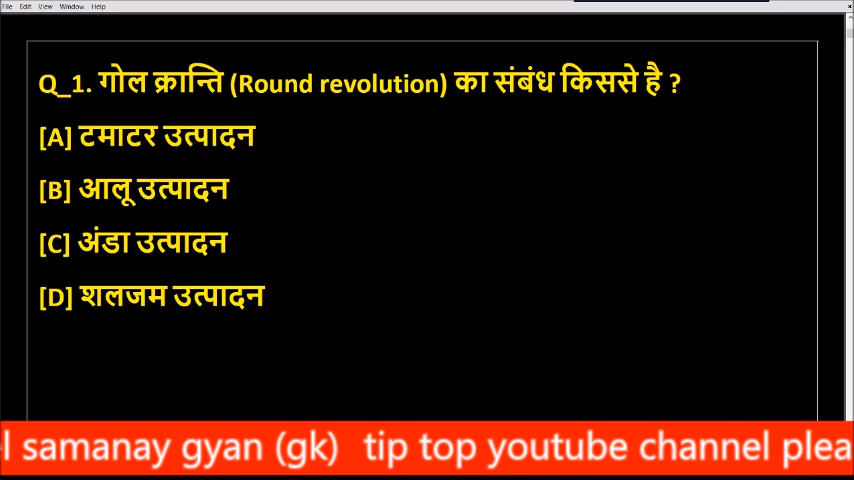 File Edit View Window Help
Q_1. गोल क्रान्ति (Round revolution) का संबंध किससे है ?
[A] टमाटर उत्पादन
[B] आलू उत्पादन
[C] अंडा उत्पादन
[D] शलजम उत्पादन
samanay gyan (gk) tip top youtube channel